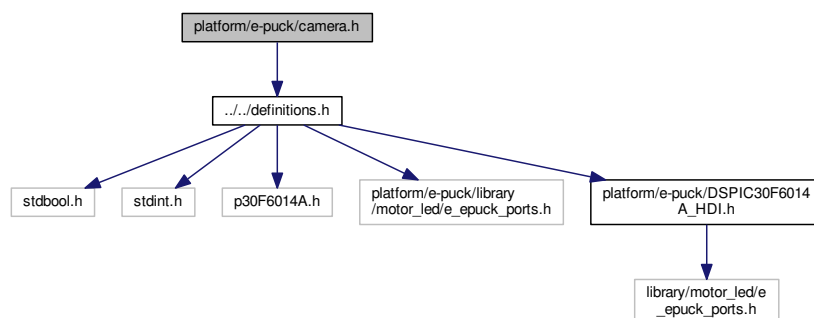 platform/e-puck/camera.h
../../definitions.h
stdbool.h
stdint.h
p30F6014A.h
platform/e-puck/library
/motor_led/e_epuck_ports.h
platform/e-puck/DSPIC30F6014
A_HDI.h
library/motor_led/e
_epuck_ports.h